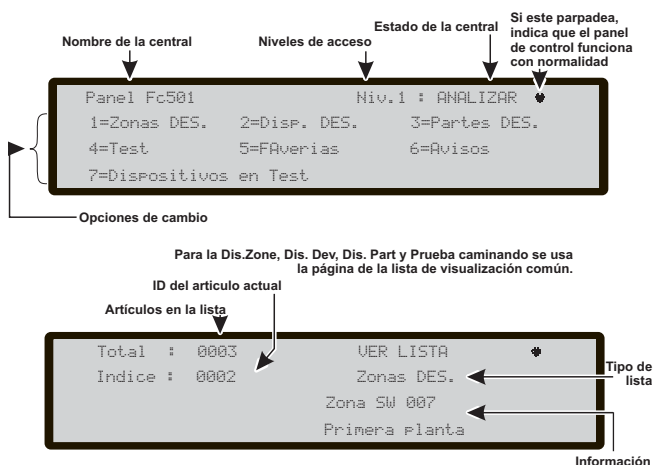 Nombre de la central
Niveles de acceso
Estado de la central
Si este parpadea,
indica que el panel
de control funciona
con normalidad
Panel Fc501 Niv.1 : ANALIZAR
1=Zonas DES. 2=Disp. DES. 3=Partes DES.
4=Test 5=FAverias 6=Avisos
7=Dispositivos en Test
Opciones de cambio
Para la Dis.Zone, Dis. Dev, Dis. Part y Prueba caminando se usa
la página de la lista de visualización común.
ID del articulo actual
Artículos en la lista
Total : 0003 VER LISTA
Indice : 0002 Zonas DES.
Zona SW 007
Primera planta
Tipo de
lista
Información